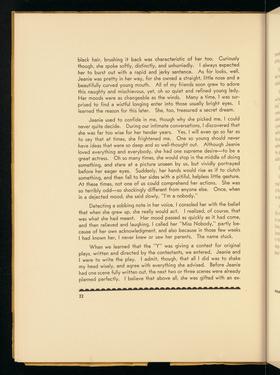 black hair, brushing it back was characteristic of her too. Curiously
though, she spoke softly, distinctly, and unhurriedly. I always expected
her to burst out with a rapid and jerky sentence. As for looks, well,
Jeanie was pretty in her way, for she owned a straight, little nose and a
beautifully curved young mouth. All of my friends soon grew to adore
this naughty and mischievous, yet, oh so quiet and refined young lady.
Her moods were as changeable as the winds. Many a time, I was sur-
prised to find a wistful longing enter into those usually bright eyes. I
learned the reason for this later. She, too, treasured a secret dream.
Jeanie used to confide in me, though why she picked me, I could
never quite decide. During our intimate conversations, I discovered that
she was far too wise for her tender years. Yes, I will even go so far as
to say that at times, she frightened me. One so young should never
have ideas that were so deep and so well-thought out. Although Jeanie
loved everything and everybody, she had one supreme desire—to be a
great actress. Oh so many times, she would stop in the middle of doing
something, and stare at a picture unseen by us, but vividly portrayed
before her eager eyes. Suddenly, her hands would rise as if to clutch
something, and then fall to her sides with a pitiful, helpless little gesture.
At these times, not one of us could comprehend her actions. She was
so terribly odd—so shockingly different from anyone else. Once, when
in a dejected mood, she said slowly, "I'm a nobody."
Detecting a sobbing note in her voice, I consoled her with the belief
that when she grew up, she really would act. I realized, of course, that
was what she had meant. Her mood passed as quickly as it had come,
and then relieved and laughing, I called her "Miss Nobody," partly be-
cause of her own acknowledgment, and also because in those few weeks
I had known her, I never knew or saw her parents. The name stuck.
When we learned that the "Y" was giving a contest for original
plays, written and directed by the contestants, we entered. Jeanie and
I were to write the play. I admit, though, that all I did was to shake
my head wisely, and agree with everything she advised. Before Jeanie
had one scene fully written out, the next two or three scenes were already
planned perfectly. I believe that above all, she was gifted with an ex-
22